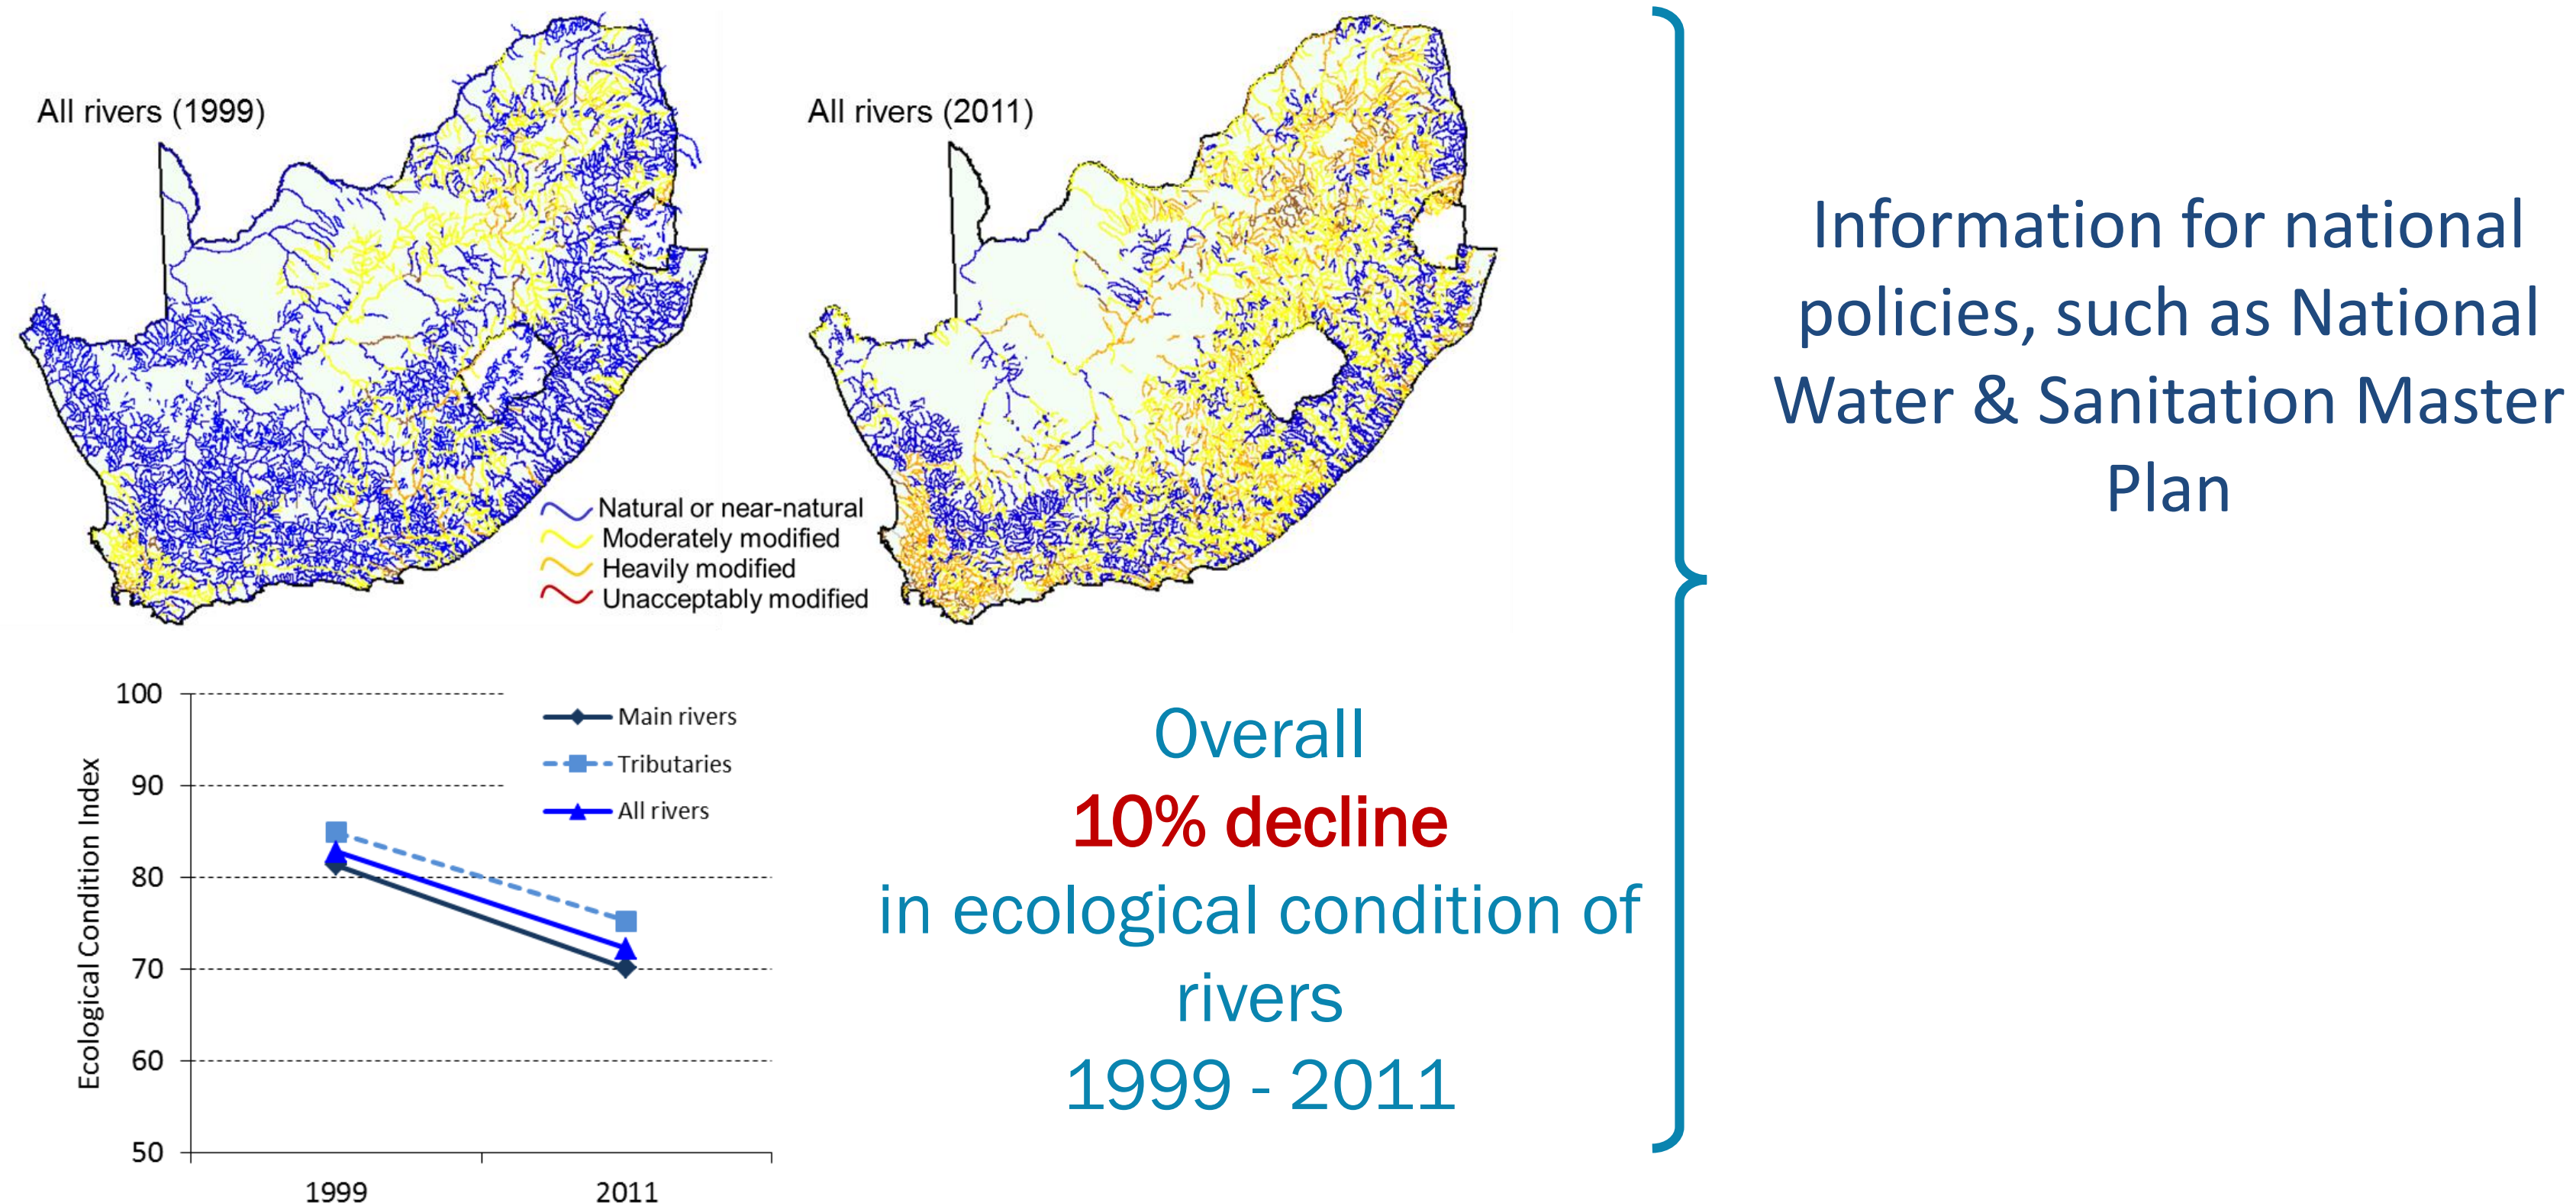 All rivers (1999)
All rivers (2011)
Natural or near-natural
Moderately modified
Heavily modified
Unacceptably modified
Information for national
policies, such as National
Water & Sanitation Master
Plan
Ecological Condition Index
100
90
80
70
60
50
1999
2011
Main rivers
Tributaries
All rivers
Overall
10% decline
in ecological condition of
rivers
1999 - 2011